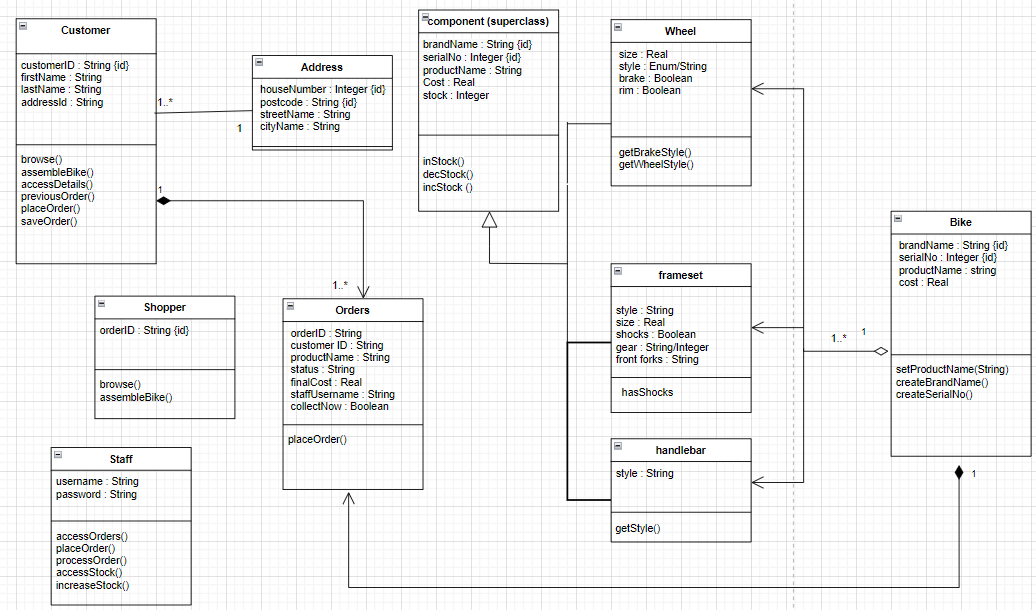 Customer
customerID : String {id}
firstName : String
lastName : String
addressId : String
browse()
assembleBike()
accessDetails()
previousOrder()
placeOrder()
saveOrder()
1..*
1
Address
houseNumber : Integer {id}
postcode : String {id}
streetName : String
cityName : String
1
1..*
component (superclass)
brandName : String {id}
serialNo : Integer {id}
productName : String
Cost : Real
stock : Integer
inStock()
decStock()
incStock ()
Wheel
size : Real
style : Enum/String
brake : Boolean
rim : Boolean
getBrakeStyle()
getWheelStyle()
Bike
brandName : String {id}
serialNo : Integer {id}
productName : string
cost : Real
setProductName(String)
createBrandName()
createSerialNo()
1..*
1
1
frameset
style : String
size : Real
shocks : Boolean
gear : String/Integer
front forks : String
hasShocks
handlebar
style : String
getStyle()
Shopper
orderID : String {id}
browse()
assembleBike()
Orders
orderID : String
customer ID : String
productName : String
status : String
finalCost : Real
staffUsername : String
collectNow : Boolean
placeOrder()
Staff
username : String
password : String
accessOrders()
placeOrder()
processOrder()
accessStock()
increaseStock()